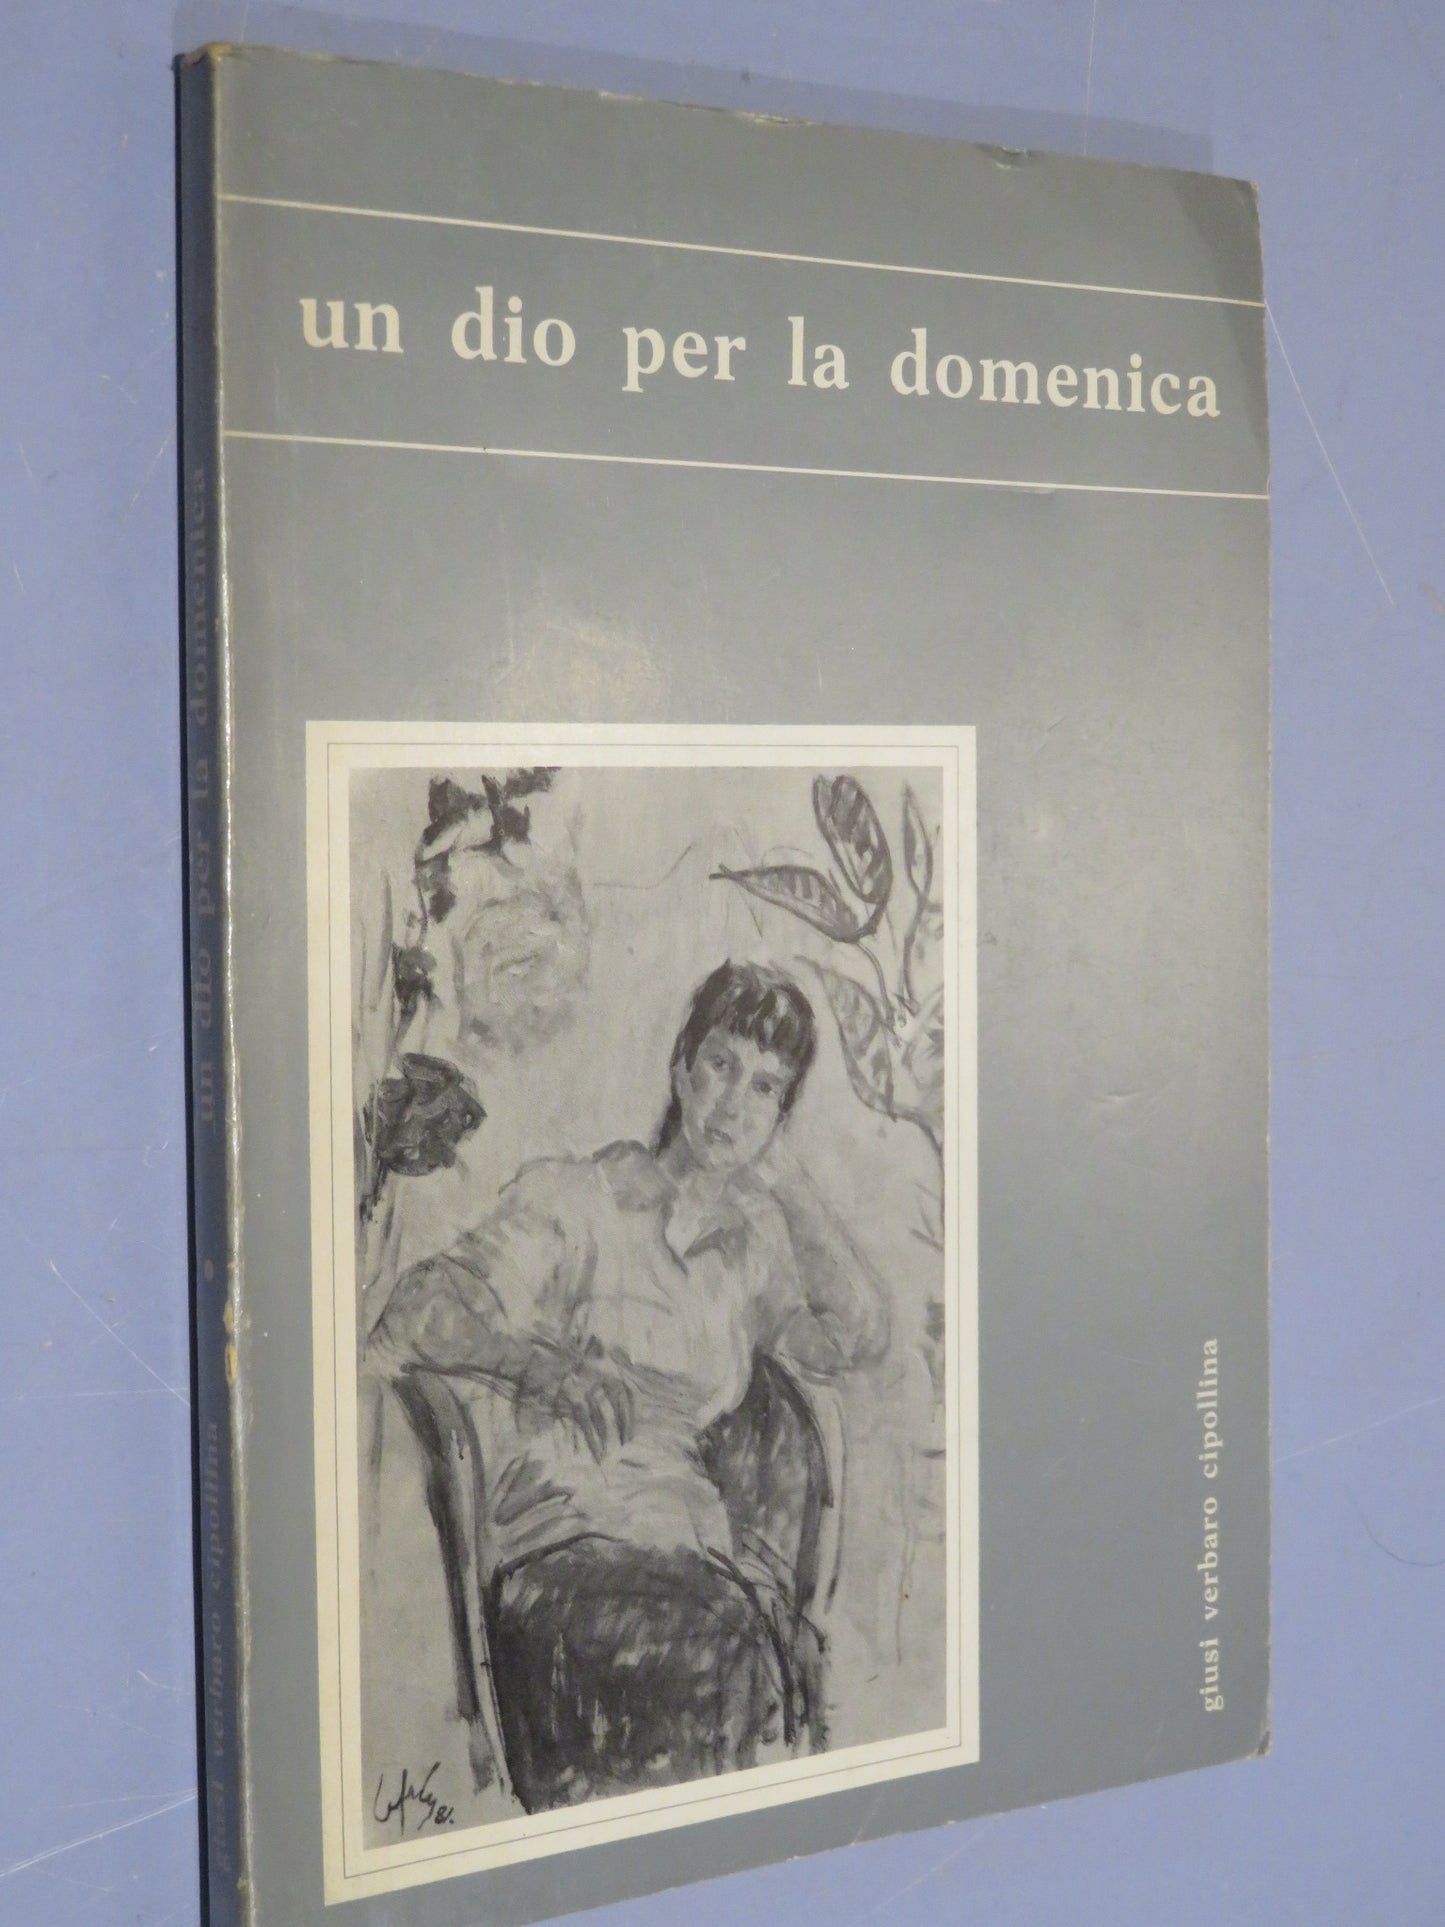 un dio per la domenica
giusi verbaro cipollina
un dio per la domenica • giusi verbaro cipollina